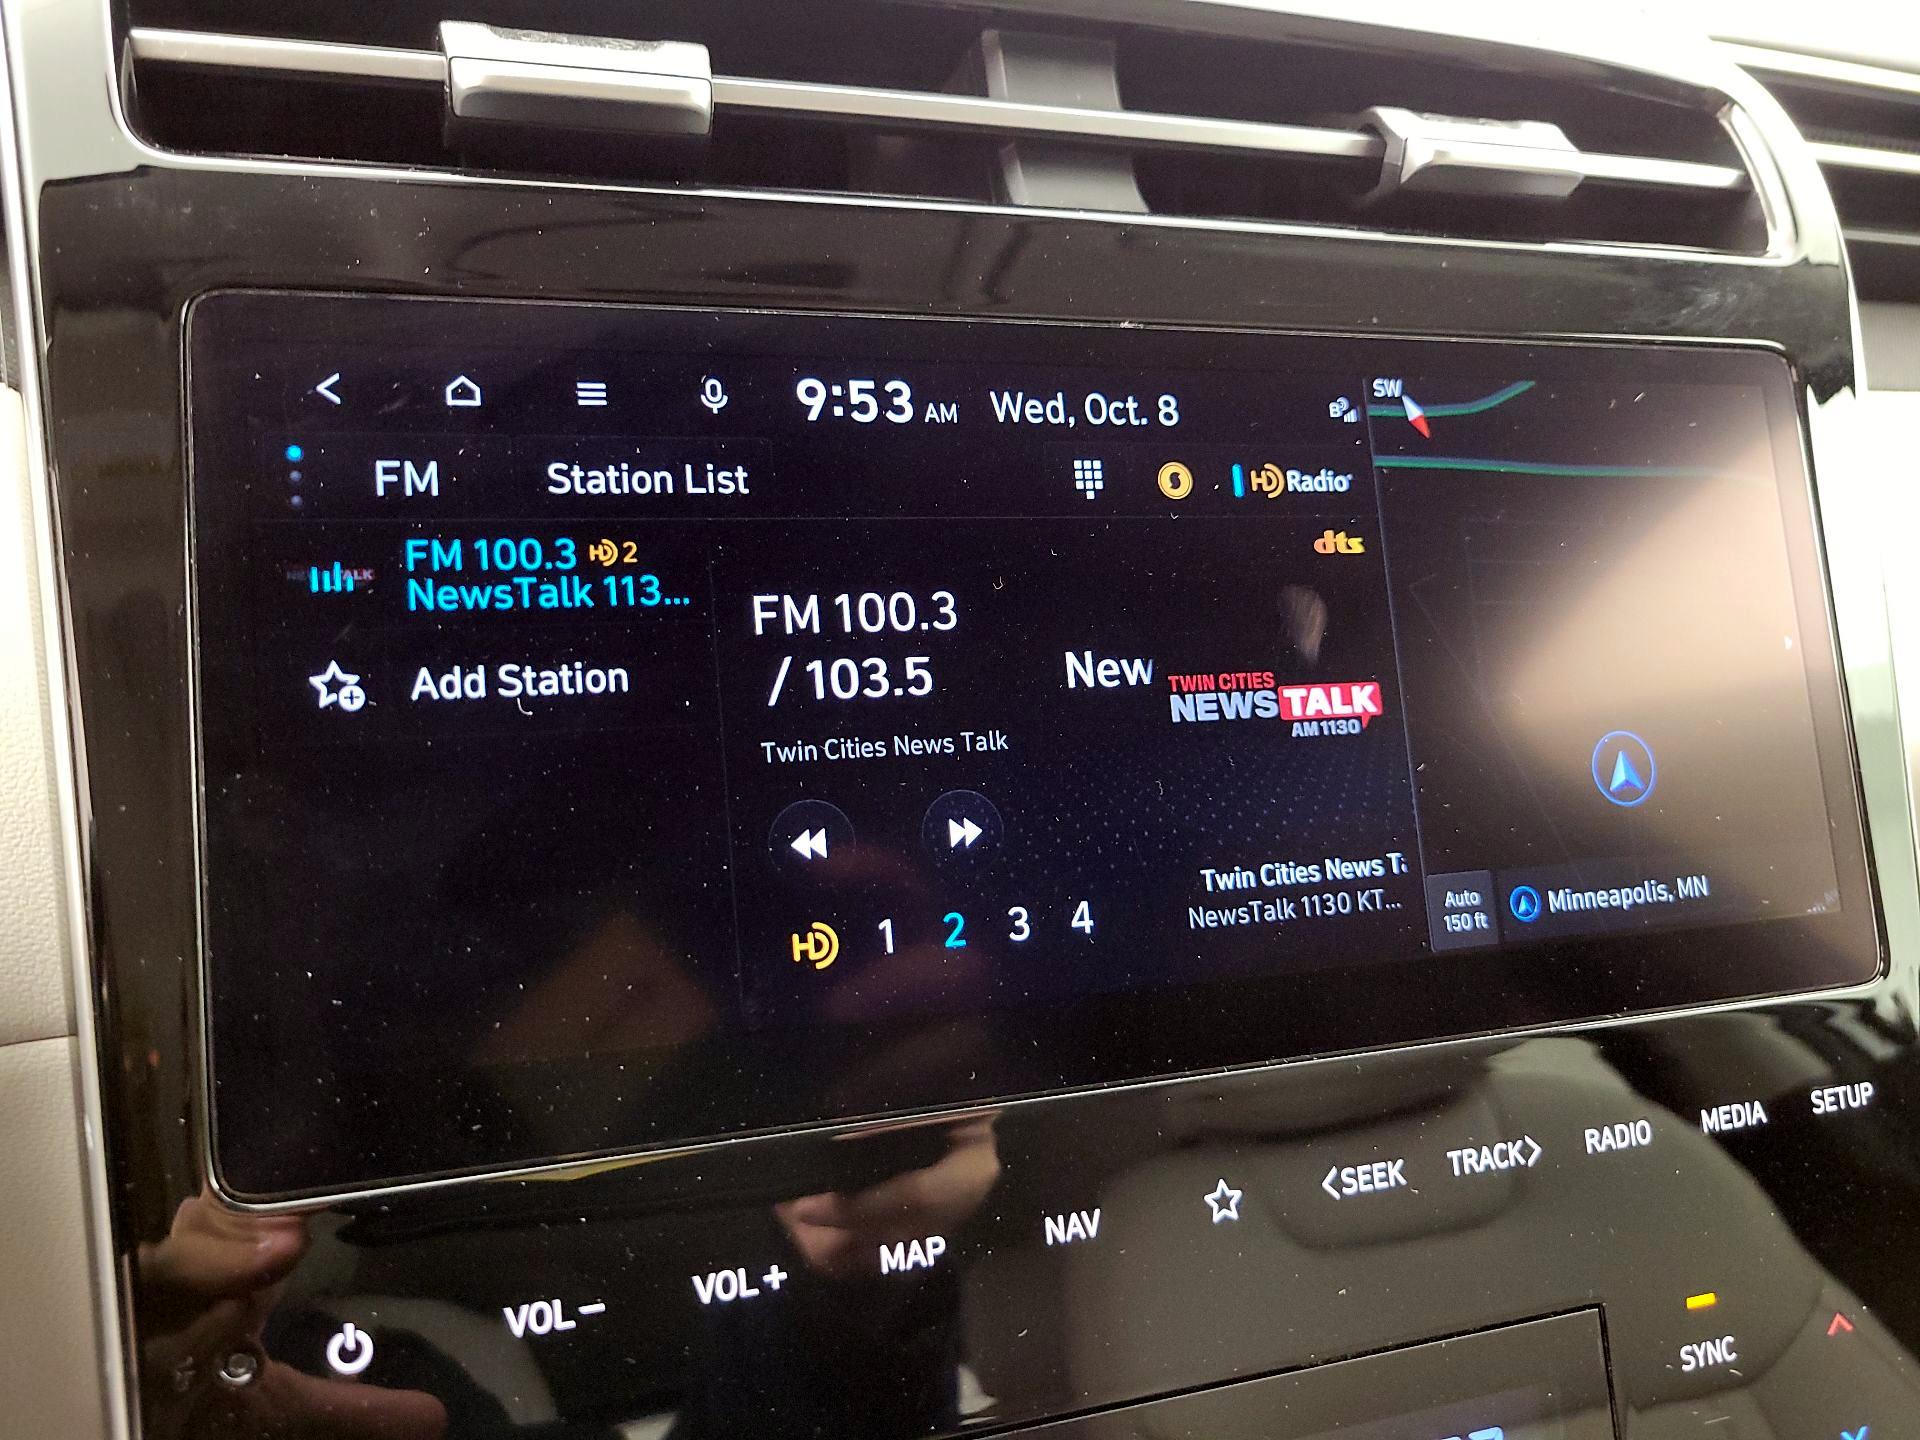 9:53 AM Wed, Oct. 8
SW
FM Station List
HD Radio
dts
FM 100.3 HD 2
NewsTalk 113...
Add Station
FM 100.3
/ 103.5
Twin Cities News Talk
New
TWIN CITIES
NEWS TALK
AM1130
HD 1 2 3 4
Twin Cities News T
NewsTalk 1130 KT...
Auto
150 ft
Minneapolis, MN
VOL − VOL + MAP NAV <SEEK TRACK> RADIO MEDIA SETUP
SYNC